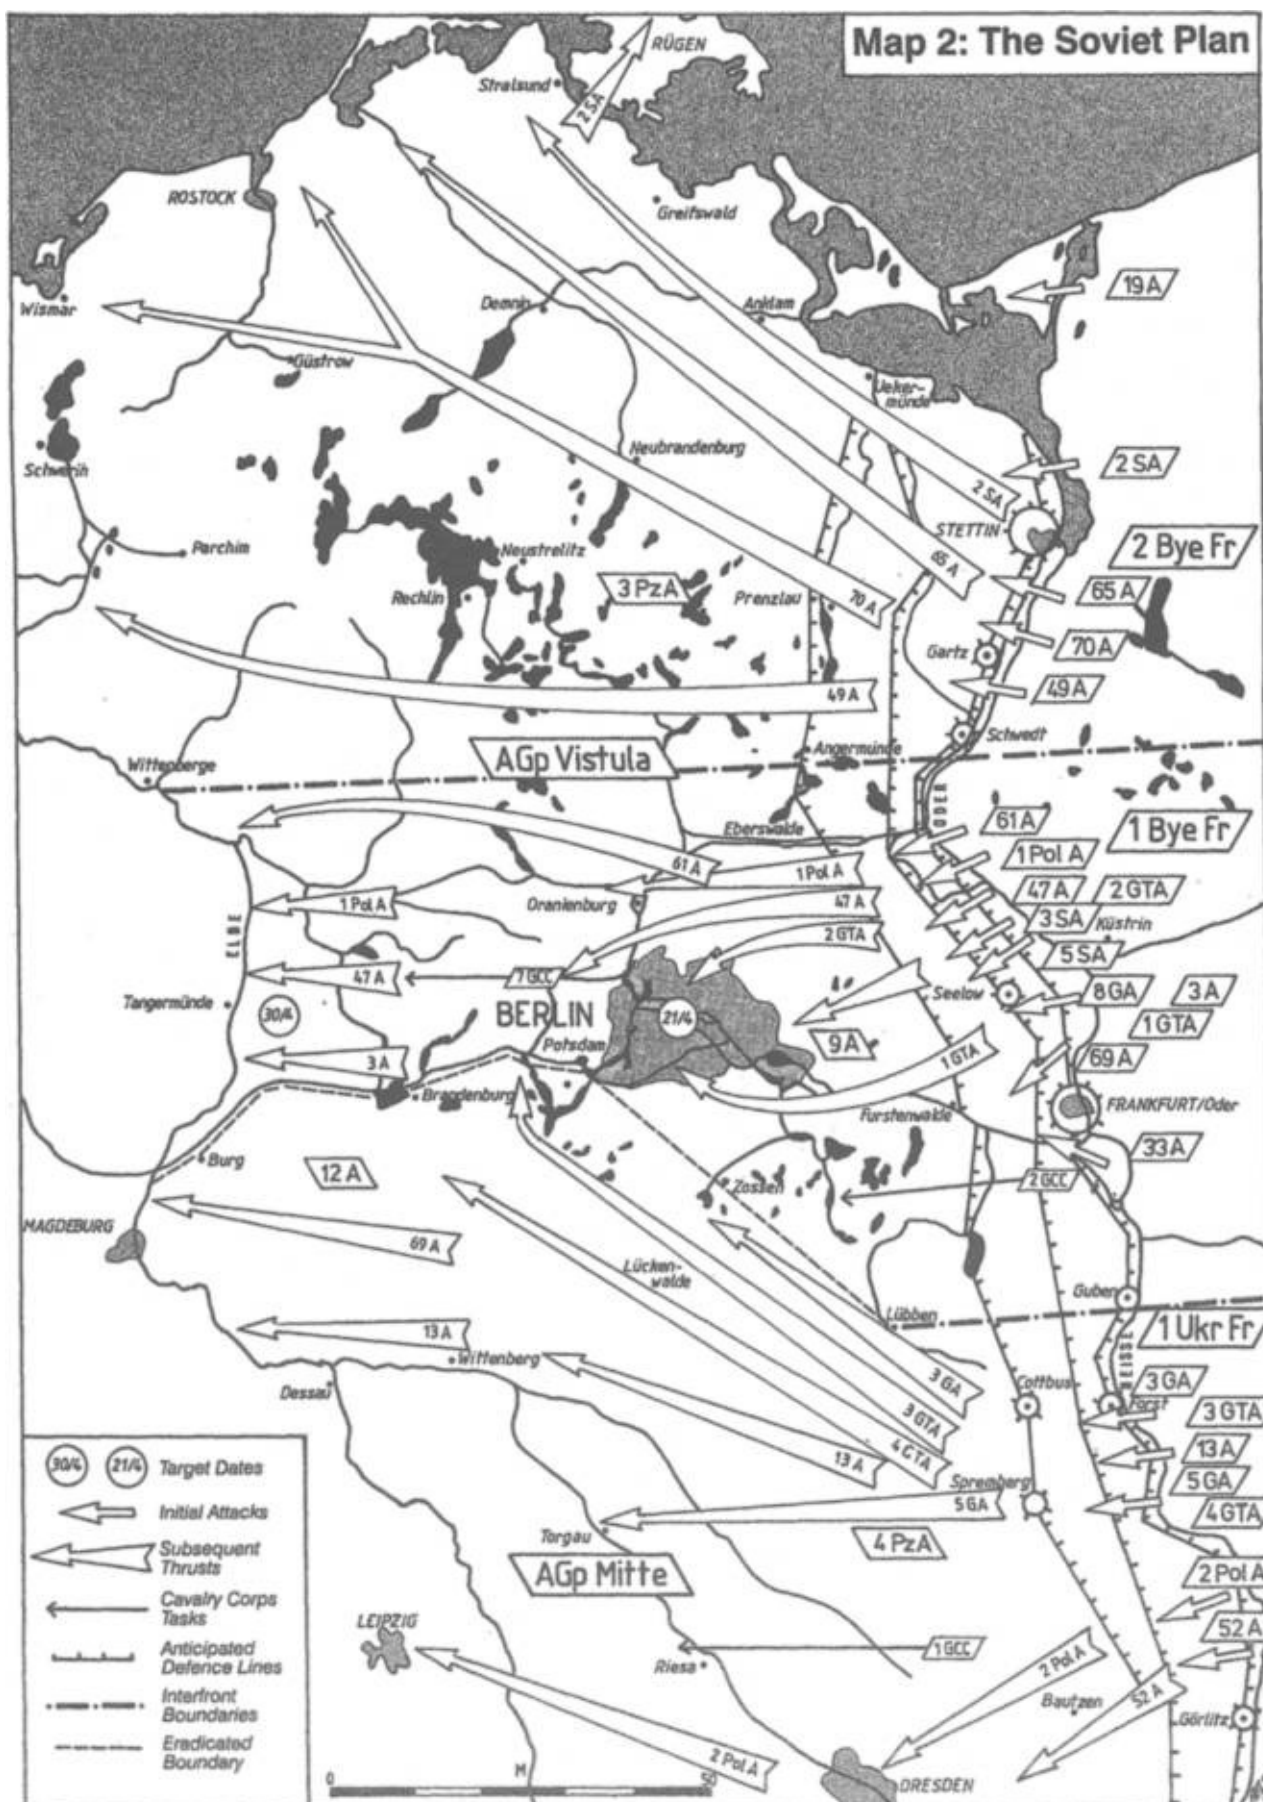 Map 2: The Soviet Plan
RÜGEN
Stralsund
2 SA
ROSTOCK
Greifswald
Wismar
Demnin
Anklam
19 A
Güstrow
Ueker-
münde
Schwerin
Neubrandenburg
2 SA
2 SA
STETTIN
2 Bye Fr
Parchim
Neustrelitz
Rechlin
3 Pz A
Prenzlau
65 A
70 A
65 A
70 A
Gartz
49 A
49 A
Schwedt
Wittenberge
AGp Vistula
Angermünde
ODER
Eberswalde
61 A
1 Bye Fr
61 A
1 Pol A
1 Pol A
1 Pol A
Oranienburg
47 A
47 A
2 GTA
ELBE
2 GTA
3 SA
Küstrin
5 SA
47 A
7 GCC
Tangermünde
30/4
BERLIN
21/4
Seelow
8 GA
3 A
Potsdam
9 A
1 GTA
3 A
1 GTA
69 A
Brandenburg
Furstenwalde
FRANKFURT/Oder
Burg
12 A
33 A
Zossen
2 GCC
MAGDEBURG
69 A
Lücken-
walde
Guben
Lübben
1 Ukr Fr
13 A
NEISSE
Wittenberg
Dessau
3 GA
Cottbus
3 GA
Forst
3 GTA
3 GTA
4 GTA
13 A
13 A
5 GA
Spremberg
5 GA
4 GTA
Torgau
4 PzA
AGp Mitte
2 Pol A
LEIPZIG
52 A
1 GCC
Riesa
2 Pol A
Bautzen
52 A
Görlitz
2 Pol A
DRESDEN
30/4
21/4
Target Dates
Initial Attacks
Subsequent
Thrusts
Cavalry Corps
Tasks
Anticipated
Defence Lines
Interfront
Boundaries
Eradicated
Boundary
0
M
50